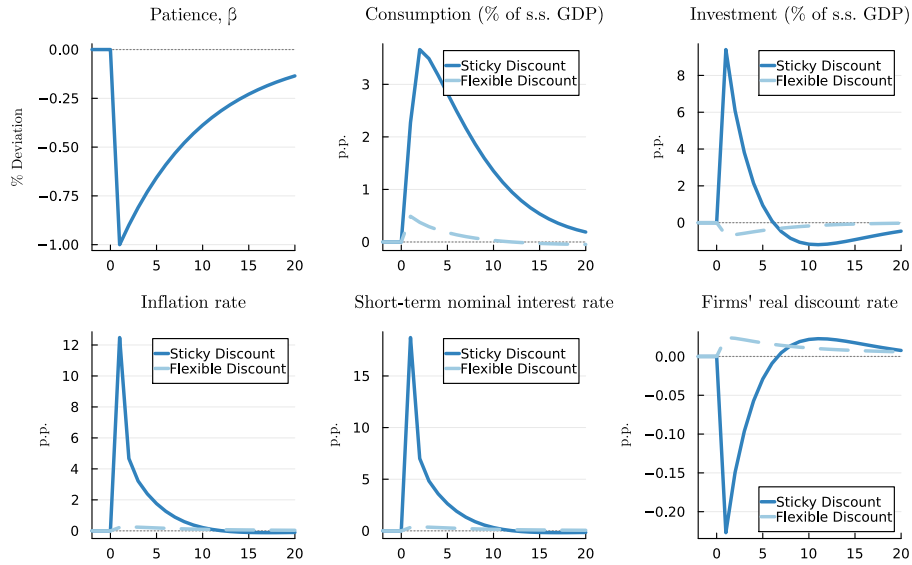 Patience, β
% Deviation
0.00
−0.25
−0.50
−0.75
−1.00
0
5
10
15
20
Consumption (% of s.s. GDP)
p.p.
3
2
1
0
Sticky Discount
Flexible Discount
0
5
10
15
20
Investment (% of s.s. GDP)
p.p.
8
6
4
2
0
Sticky Discount
Flexible Discount
0
5
10
15
20
Inflation rate
p.p.
12
10
8
6
4
2
0
Sticky Discount
Flexible Discount
0
5
10
15
20
Short-term nominal interest rate
p.p.
15
10
5
0
Sticky Discount
Flexible Discount
0
5
10
15
20
Firms' real discount rate
p.p.
0.00
−0.05
−0.10
−0.15
−0.20
Sticky Discount
Flexible Discount
0
5
10
15
20